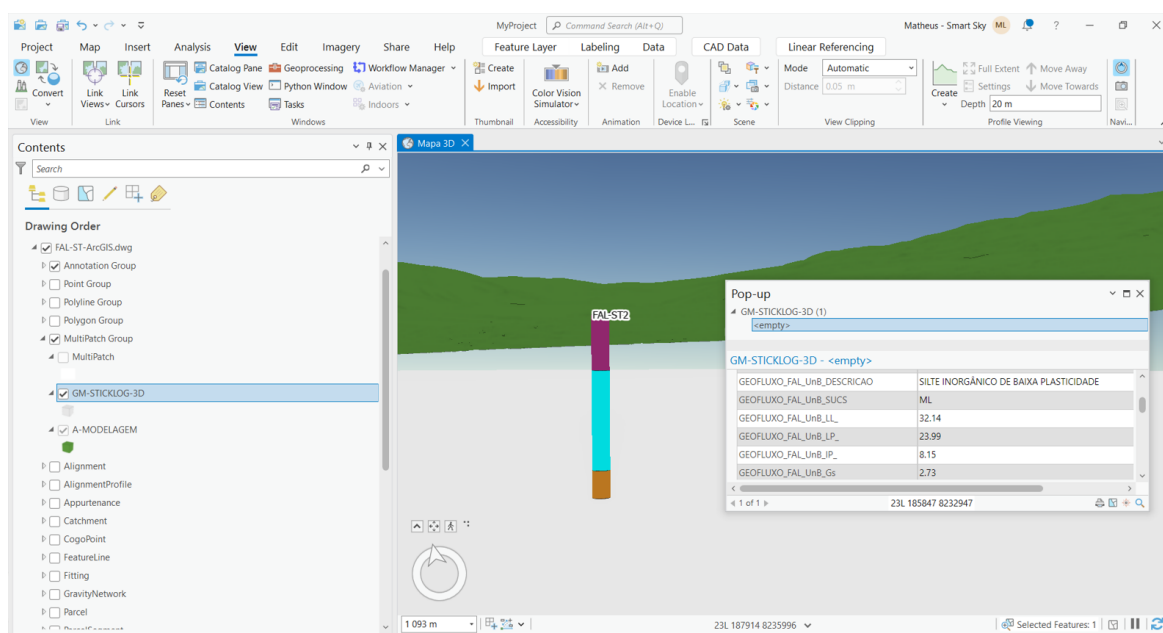 MyProject
Command Search (Alt+Q)
Matheus - Smart Sky
ML
?
Project Map Insert Analysis View Edit Imagery Share Help Feature Layer Labeling Data CAD Data Linear Referencing
Convert
Link Views
Link Cursors
Reset Panes
Catalog Pane
Catalog View
Contents
Geoprocessing
Python Window
Tasks
Workflow Manager
Aviation
Indoors
Create
Import
Color Vision Simulator
Add
Remove
Enable Location
Mode Automatic
Distance 0.05 m
Create
Full Extent
Settings
Depth 20 m
Move Away
Move Towards
View Link Windows Thumbnail Accessibility Animation Device L... Scene View Clipping Profile Viewing Navi...
Contents
Search
Drawing Order
FAL-ST-ArcGIS.dwg
Annotation Group
Point Group
Polyline Group
Polygon Group
MultiPatch Group
MultiPatch
GM-STICKLOG-3D
A-MODELAGEM
Alignment
AlignmentProfile
Appurtenance
Catchment
CogoPoint
FeatureLine
Fitting
GravityNetwork
Parcel
Mapa 3D
FAL-ST2
Pop-up
GM-STICKLOG-3D (1)
<empty>
GM-STICKLOG-3D - <empty>
GEOFLUXO_FAL_UnB_DESCRICAO SILTE INORGÂNICO DE BAIXA PLASTICIDADE
GEOFLUXO_FAL_UnB_SUCS ML
GEOFLUXO_FAL_UnB_LL_ 32.14
GEOFLUXO_FAL_UnB_LP_ 23.99
GEOFLUXO_FAL_UnB_IP_ 8.15
GEOFLUXO_FAL_UnB_Gs 2.73
1 of 1
23L 185847 8232947
1 093 m
23L 187914 8235996
Selected Features: 1